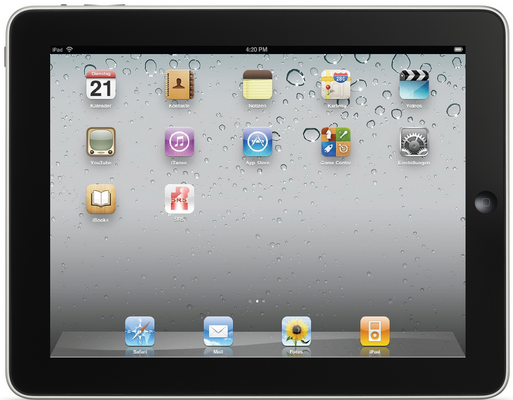 iPad 4:20 PM
Dienstag
21
280
Kalender Kontakte Notizen Karten Videos
YouTube iTunes App Store Game Center Einstellungen
iBooks
Safari Mail Fotos iPod